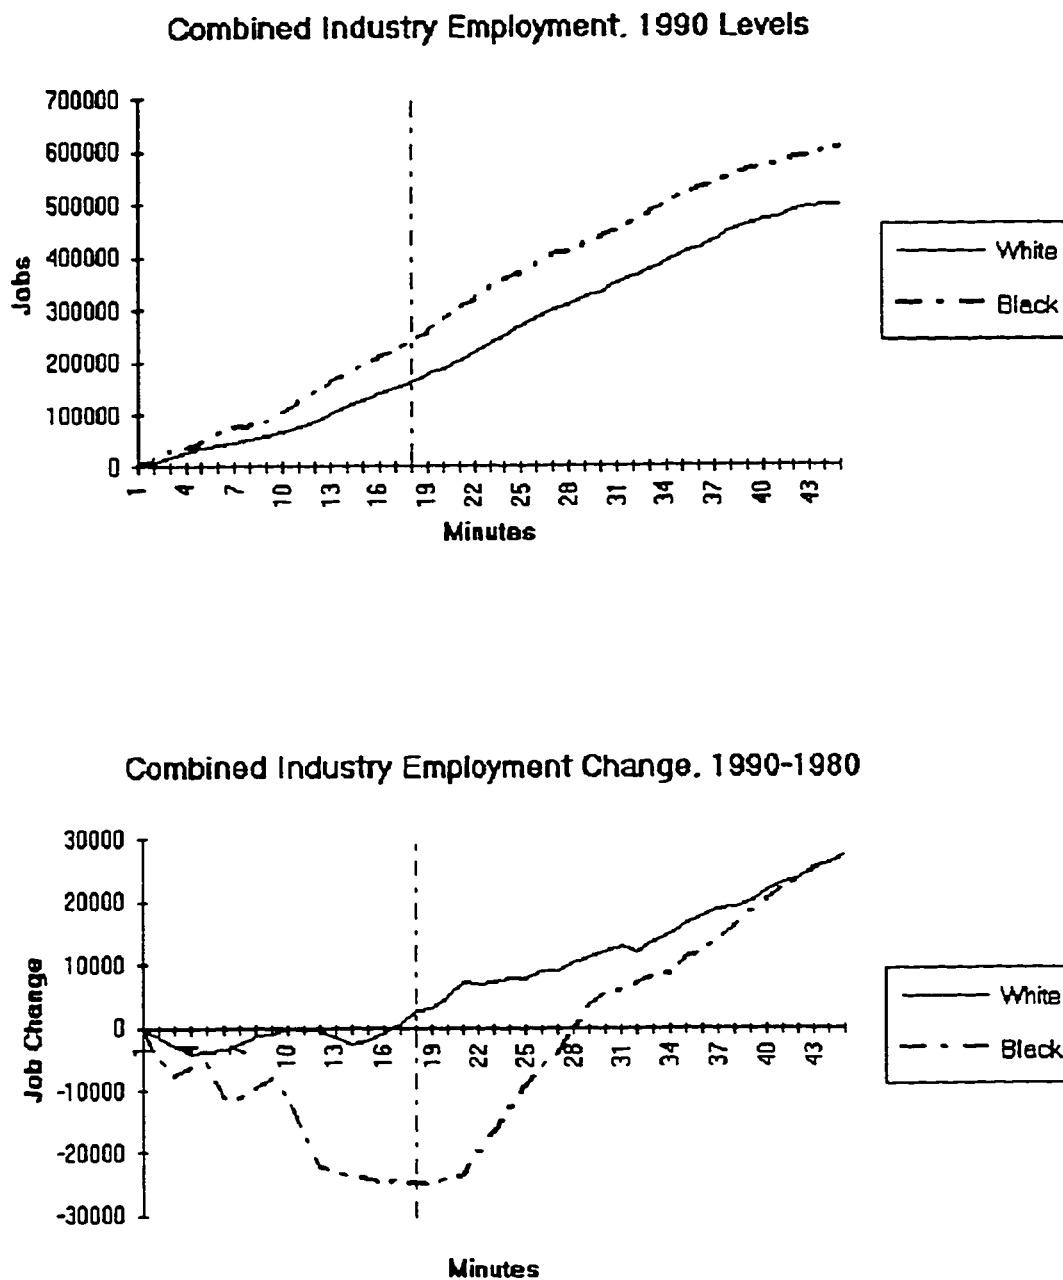 Combined Industry Employment, 1990 Levels
700000
600000
500000
400000
300000
200000
100000
0
Jobs
1 4 7 10 13 16 19 22 25 28 31 34 37 40 43
Minutes
White
Black
Combined Industry Employment Change, 1990-1980
30000
20000
10000
0
-10000
-20000
-30000
Job Change
1 4 7 10 13 16 19 22 25 28 31 34 37 40 43
Minutes
White
Black